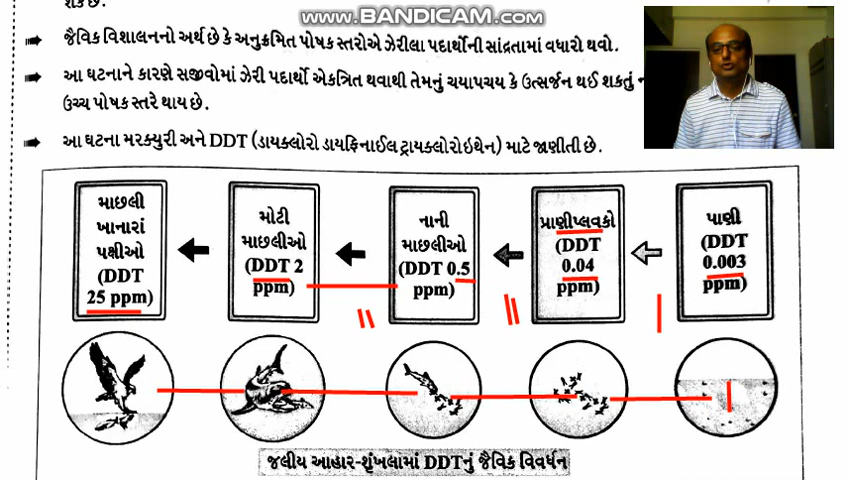 www.BANDICAM.com
શકે છે.
જૈવિક વિશાલનનો અર્થ છે કે અનુક્રમિત પોષક સ્તરોએ ઝેરીલા પદાર્થોની સાંદ્રતામાં વધારો થવો.
આ ઘટનાને કારણે સજીવોમાં ઝેરી પદાર્થો એકત્રિત થવાથી તેમનું ચયાપચય કે ઉત્સર્જન થઈ શકતું
ઉચ્ચ પોષક સ્તરે થાય છે.
આ ઘટના મરક્યુરી અને DDT (ડાયક્લોરો ડાયફિનાઈલ ટ્રાયક્લોરોઇથેન) માટે જાણીતી છે.
માછલી
ખાનારાં
પક્ષીઓ
(DDT
25 ppm)
મોટી
માછલીઓ
(DDT 2
ppm)
નાની
માછલીઓ
(DDT 0.5
ppm)
પ્રાણીપ્લવકો
(DDT
0.04
ppm)
પાણી
(DDT
0.003
ppm)
જલીય આહાર-શૃંખલામાં DDTનું જૈવિક વિવર્ધન